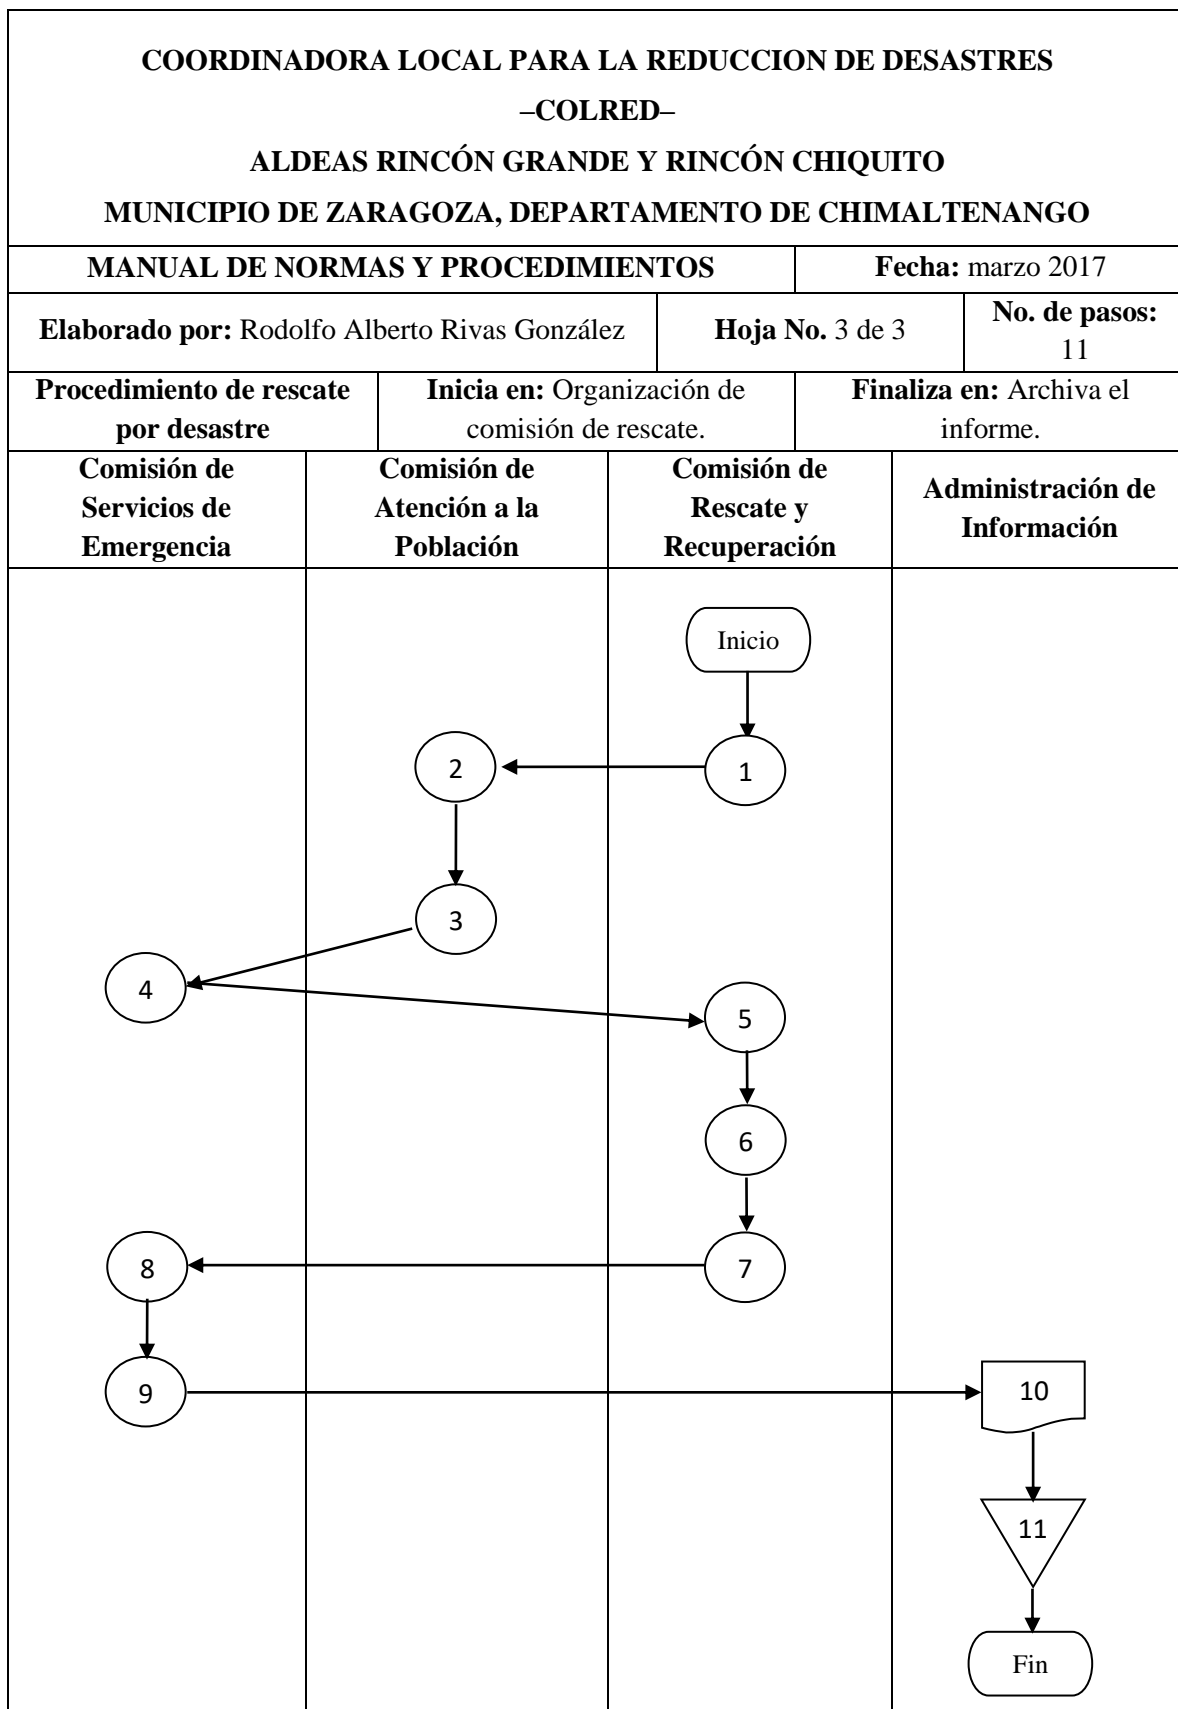 COORDINADORA LOCAL PARA LA REDUCCION DE DESASTRES
–COLRED–
ALDEAS RINCÓN GRANDE Y RINCÓN CHIQUITO
MUNICIPIO DE ZARAGOZA, DEPARTAMENTO DE CHIMALTENANGO
MANUAL DE NORMAS Y PROCEDIMIENTOS
Fecha: marzo 2017
Elaborado por: Rodolfo Alberto Rivas González
Hoja No. 3 de 3
No. de pasos:
11
Procedimiento de rescate
por desastre
Inicia en: Organización de
comisión de rescate.
Finaliza en: Archiva el
informe.
Comisión de
Servicios de
Emergencia
Comisión de
Atención a la
Población
Comisión de
Rescate y
Recuperación
Administración de
Información
Inicio
1
2
3
4
5
6
7
8
9
10
11
Fin